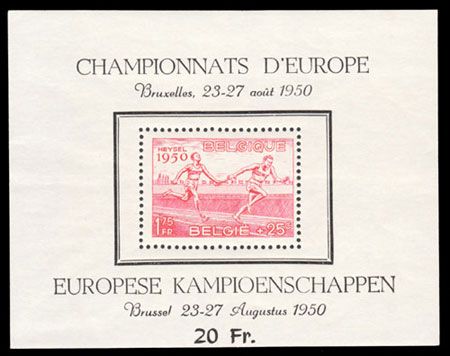 CHAMPIONNATS D'EUROPE
Bruxelles, 23-27 août 1950
HEYSEL BELGIQUE
1950
1.75 FR BELGIË + 25c
EUROPESE KAMPIOENSCHAPPEN
Brussel 23-27 Augustus 1950
20 Fr.